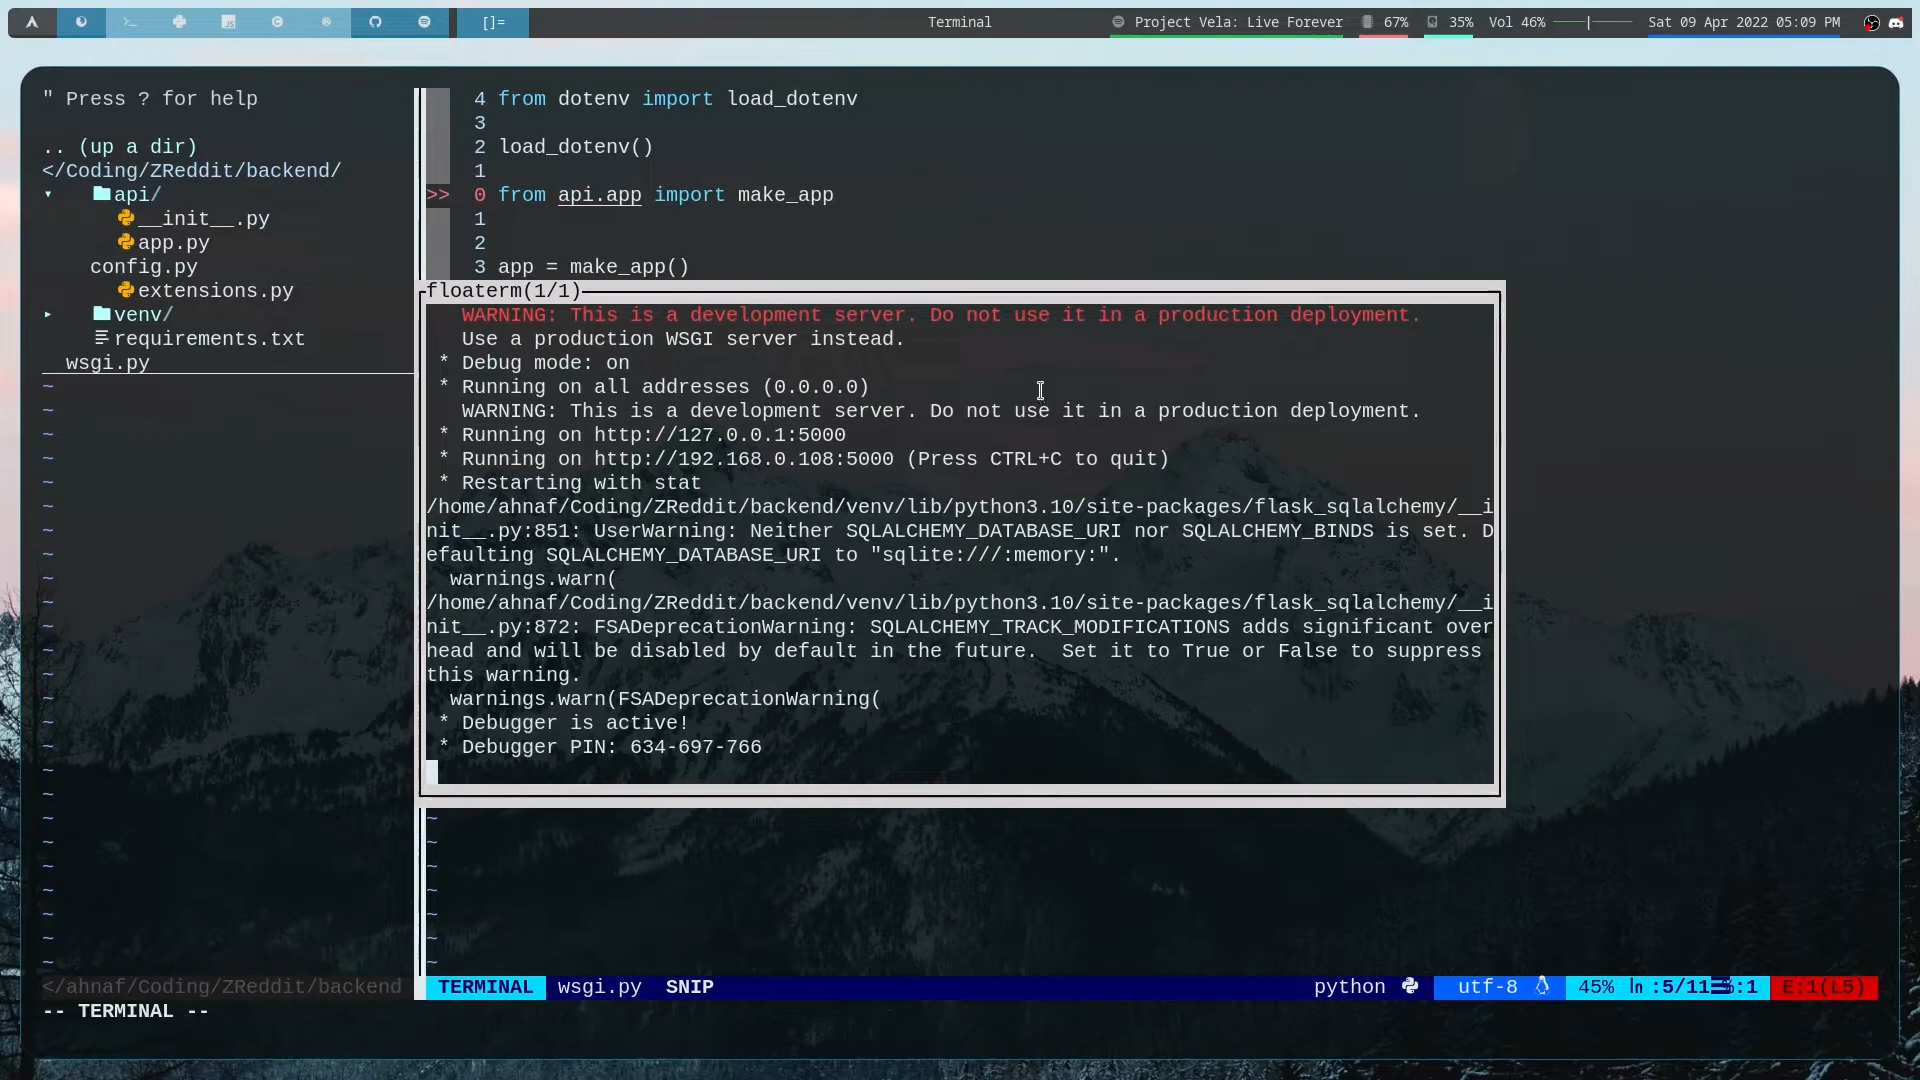 []=
Terminal
Project Vela: Live Forever
67%
35%
Vol 46%
Sat 09 Apr 2022 05:09 PM
" Press ? for help
.. (up a dir)
</Coding/ZReddit/backend/
▾ api/
__init__.py
app.py
config.py
extensions.py
▸ venv/
requirements.txt
wsgi.py
4 from dotenv import load_dotenv
3
2 load_dotenv()
1
>> 0 from api.app import make_app
1
2
3 app = make_app()
floaterm(1/1)
WARNING: This is a development server. Do not use it in a production deployment.
Use a production WSGI server instead.
* Debug mode: on
* Running on all addresses (0.0.0.0)
WARNING: This is a development server. Do not use it in a production deployment.
* Running on http://127.0.0.1:5000
* Running on http://192.168.0.108:5000 (Press CTRL+C to quit)
* Restarting with stat
/home/ahnaf/Coding/ZReddit/backend/venv/lib/python3.10/site-packages/flask_sqlalchemy/__i
nit__.py:851: UserWarning: Neither SQLALCHEMY_DATABASE_URI nor SQLALCHEMY_BINDS is set. D
efaulting SQLALCHEMY_DATABASE_URI to "sqlite:///:memory:".
warnings.warn(
/home/ahnaf/Coding/ZReddit/backend/venv/lib/python3.10/site-packages/flask_sqlalchemy/__i
nit__.py:872: FSADeprecationWarning: SQLALCHEMY_TRACK_MODIFICATIONS adds significant over
head and will be disabled by default in the future.  Set it to True or False to suppress
this warning.
warnings.warn(FSADeprecationWarning(
* Debugger is active!
* Debugger PIN: 634-697-766
</ahnaf/Coding/ZReddit/backend
TERMINAL wsgi.py SNIP
python
utf-8
45% ㏑:5/11☰℅:1
E:1(L5)
-- TERMINAL --